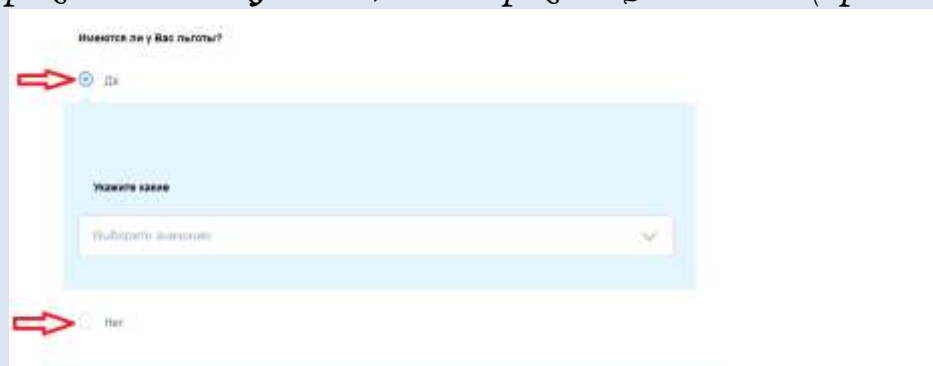 Имеются ли у Вас льготы?
Да
Укажите какие
Выберите значение
Нет